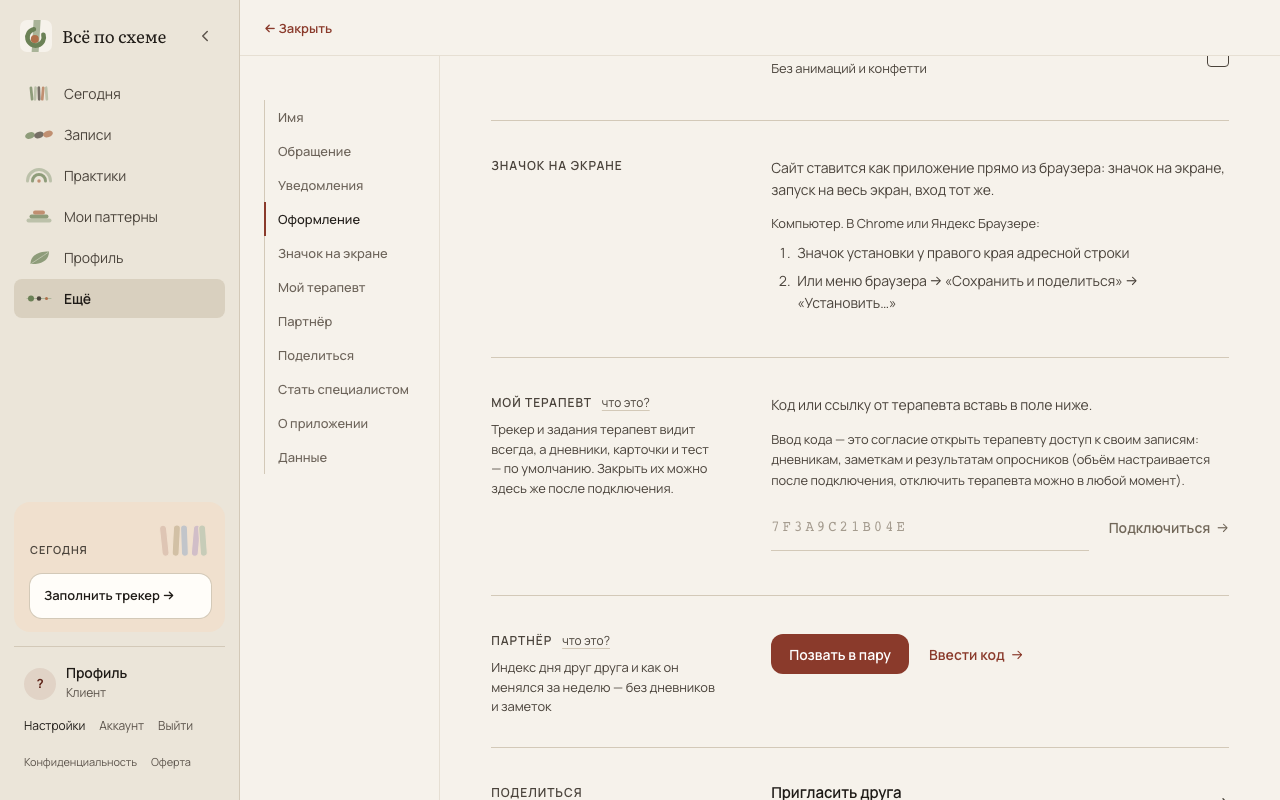 Всё по схеме
Сегодня
Записи
Практики
Мои паттерны
Профиль
Ещё
СЕГОДНЯ
Заполнить трекер →
?
Профиль
Клиент
Настройки Аккаунт Выйти
Конфиденциальность Оферта
← Закрыть
Имя
Обращение
Уведомления
Оформление
Значок на экране
Мой терапевт
Партнёр
Поделиться
Стать специалистом
О приложении
Данные
Без анимаций и конфетти
ЗНАЧОК НА ЭКРАНЕ
Сайт ставится как приложение прямо из браузера: значок на экране,
запуск на весь экран, вход тот же.
Компьютер. В Chrome или Яндекс Браузере:
1. Значок установки у правого края адресной строки
2. Или меню браузера → «Сохранить и поделиться» →
«Установить…»
МОЙ ТЕРАПЕВТ что это?
Трекер и задания терапевт видит
всегда, а дневники, карточки и тест
— по умолчанию. Закрыть их можно
здесь же после подключения.
Код или ссылку от терапевта вставь в поле ниже.
Ввод кода — это согласие открыть терапевту доступ к своим записям:
дневникам, заметкам и результатам опросников (объём настраивается
после подключения, отключить терапевта можно в любой момент).
7F3A9C21B04E
Подключиться →
ПАРТНЁР что это?
Индекс дня друг друга и как он
менялся за неделю — без дневников
и заметок
Позвать в пару
Ввести код →
ПОДЕЛИТЬСЯ
Пригласить друга